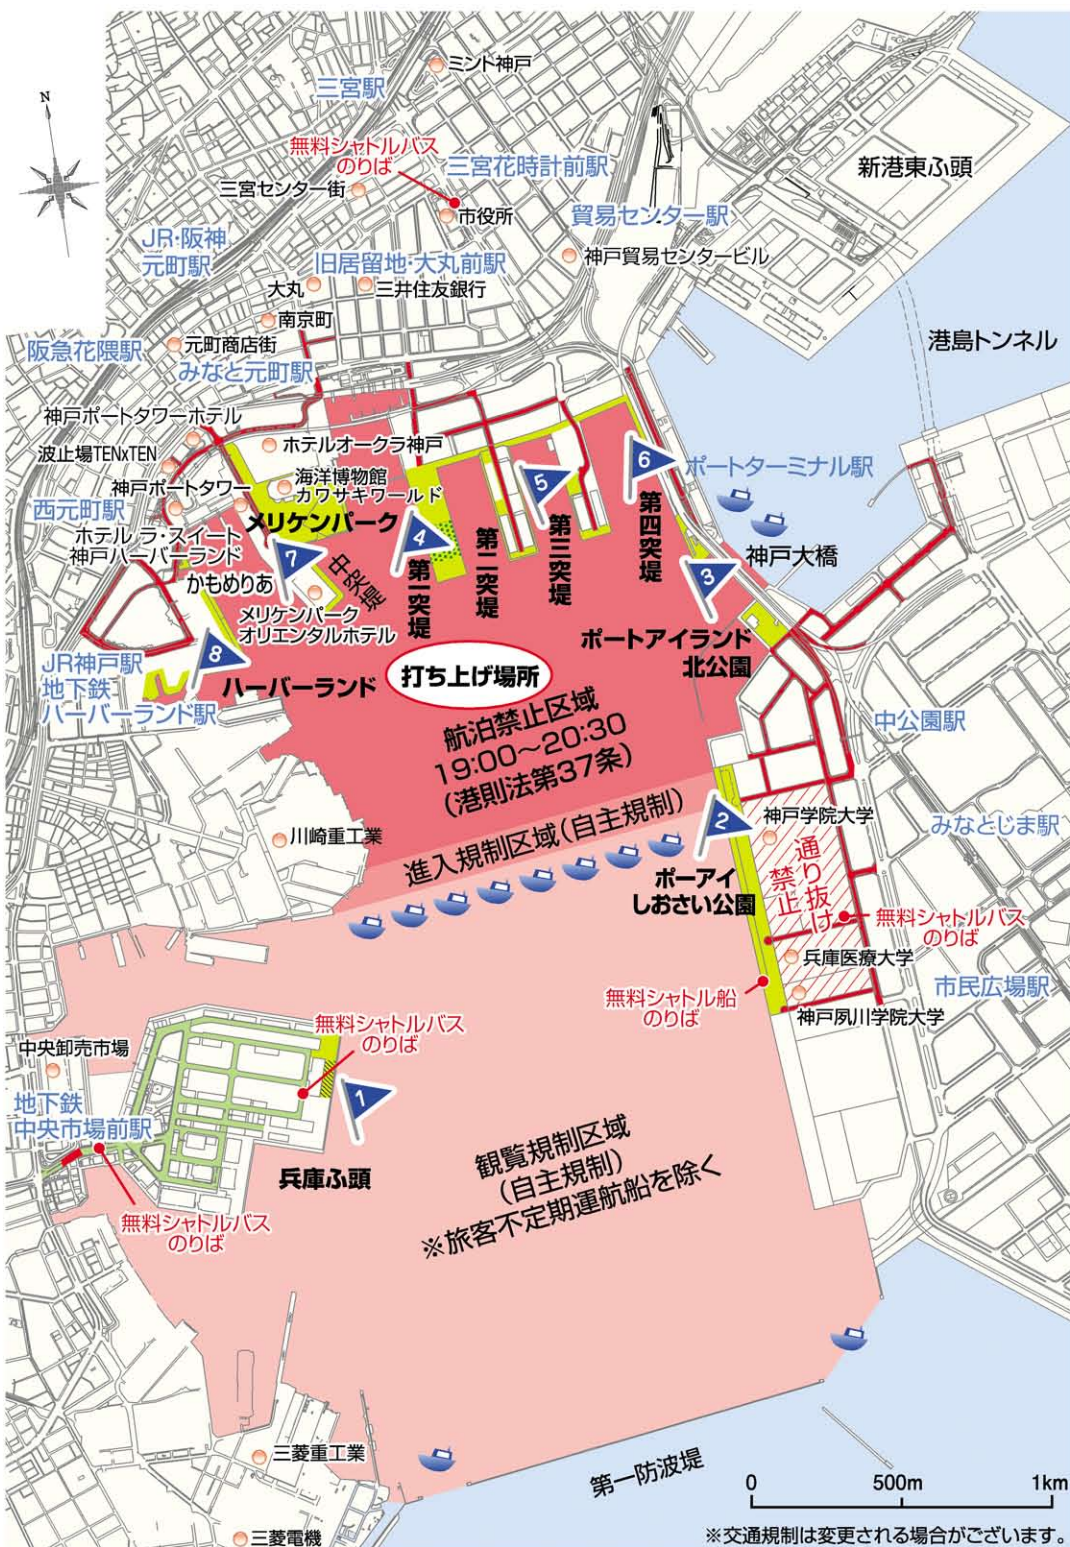 N
ミント神戸
三宮駅
無料シャトルバス
のりば
三宮花時計前駅
三宮センター街
市役所
新港東ふ頭
貿易センター駅
JR・阪神
元町駅
旧居留地・大丸前駅
神戸貿易センタービル
大丸
三井住友銀行
南京町
港島トンネル
阪急花隈駅
元町商店街
みなと元町駅
神戸ポートタワーホテル
ホテルオークラ神戸
波止場TEN×TEN
海洋博物館
カワサキワールド
神戸ポートタワー
6
ポートターミナル駅
5
西元町駅
メリケンパーク
ホテル ラ・スイート
神戸ハーバーランド
4
第一突堤
第二突堤
第三突堤
第四突堤
神戸大橋
7
中央堤
かもめりあ
3
メリケンパーク
オリエンタルホテル
ポートアイランド
北公園
8
JR神戸駅
地下鉄
ハーバーランド駅
ハーバーランド
打ち上げ場所
航泊禁止区域
19:00～20:30
(港則法第37条)
中公園駅
進入規制区域(自主規制)
2
神戸学院大学
みなとじま駅
川崎重工業
通り抜け
禁止
ポーアイ
しおさい公園
無料シャトルバス
のりば
兵庫医療大学
市民広場駅
無料シャトル船
のりば
神戸夙川学院大学
無料シャトルバス
のりば
中央卸売市場
地下鉄
中央市場前駅
1
兵庫ふ頭
観覧規制区域
(自主規制)
※旅客不定期運航船を除く
無料シャトルバス
のりば
三菱重工業
第一防波堤
0 500m 1km
三菱電機
※交通規制は変更される場合がございます。